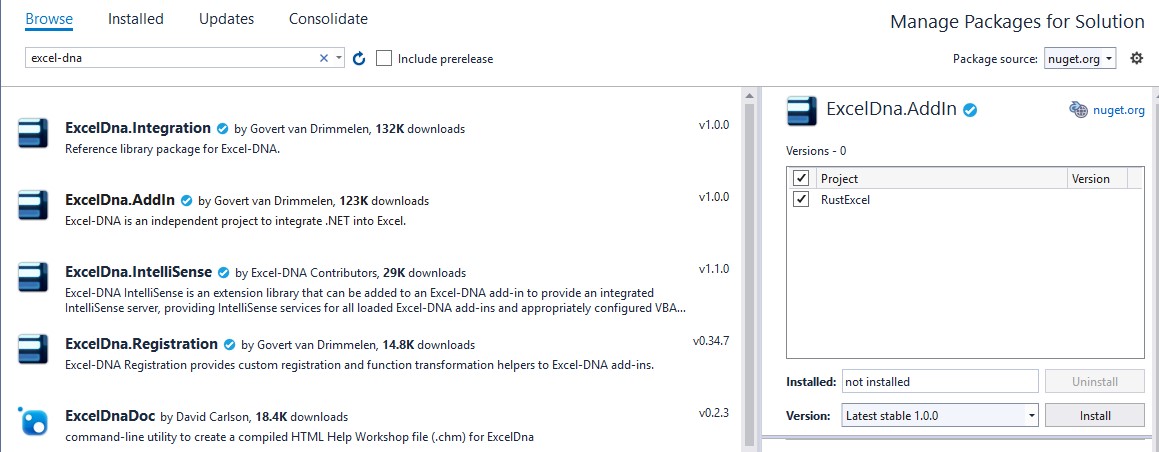 Browse Installed Updates Consolidate
Manage Packages for Solution
excel-dna
Include prerelease
Package source: nuget.org
ExcelDna.Integration by Govert van Drimmelen, 132K downloads v1.0.0
Reference library package for Excel-DNA.
ExcelDna.AddIn by Govert van Drimmelen, 123K downloads v1.0.0
Excel-DNA is an independent project to integrate .NET into Excel.
ExcelDna.IntelliSense by Excel-DNA Contributors, 29K downloads v1.1.0
Excel-DNA IntelliSense is an extension library that can be added to an Excel-DNA add-in to provide an integrated
IntelliSense server, providing IntelliSense services for all loaded Excel-DNA add-ins and appropriately configured VBA...
ExcelDna.Registration by Govert van Drimmelen, 14.8K downloads v0.34.7
Excel-DNA Registration provides custom registration and function transformation helpers to Excel-DNA add-ins.
ExcelDnaDoc by David Carlson, 18.4K downloads v0.2.3
command-line utility to create a compiled HTML Help Workshop file (.chm) for ExcelDna
ExcelDna.AddIn nuget.org
Versions - 0
Project Version
RustExcel
Installed: not installed Uninstall
Version: Latest stable 1.0.0 Install